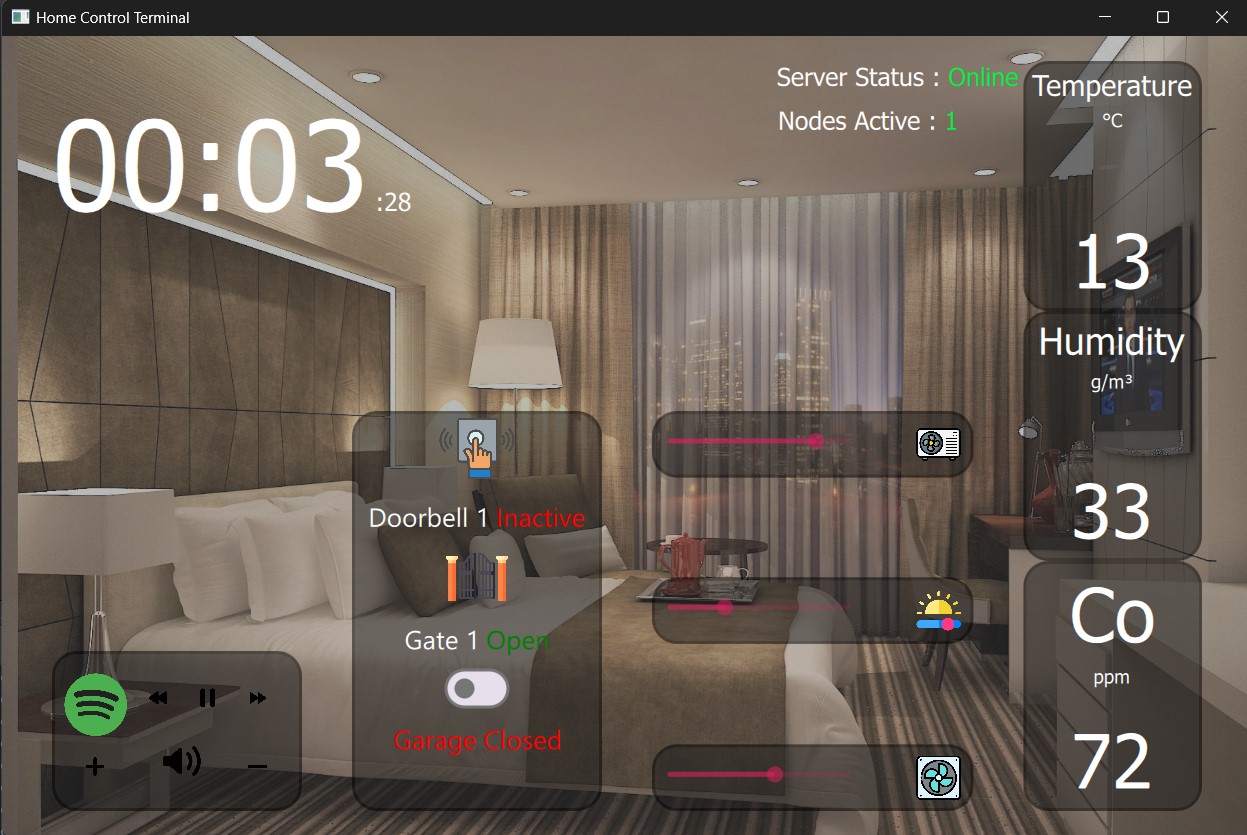 Home Control Terminal
Server Status : Online
Nodes Active : 1
00:03 :28
Temperature
°C
13
Humidity
g/m³
33
Co
ppm
72
Doorbell 1 Inactive
Gate 1 Open
Garage Closed